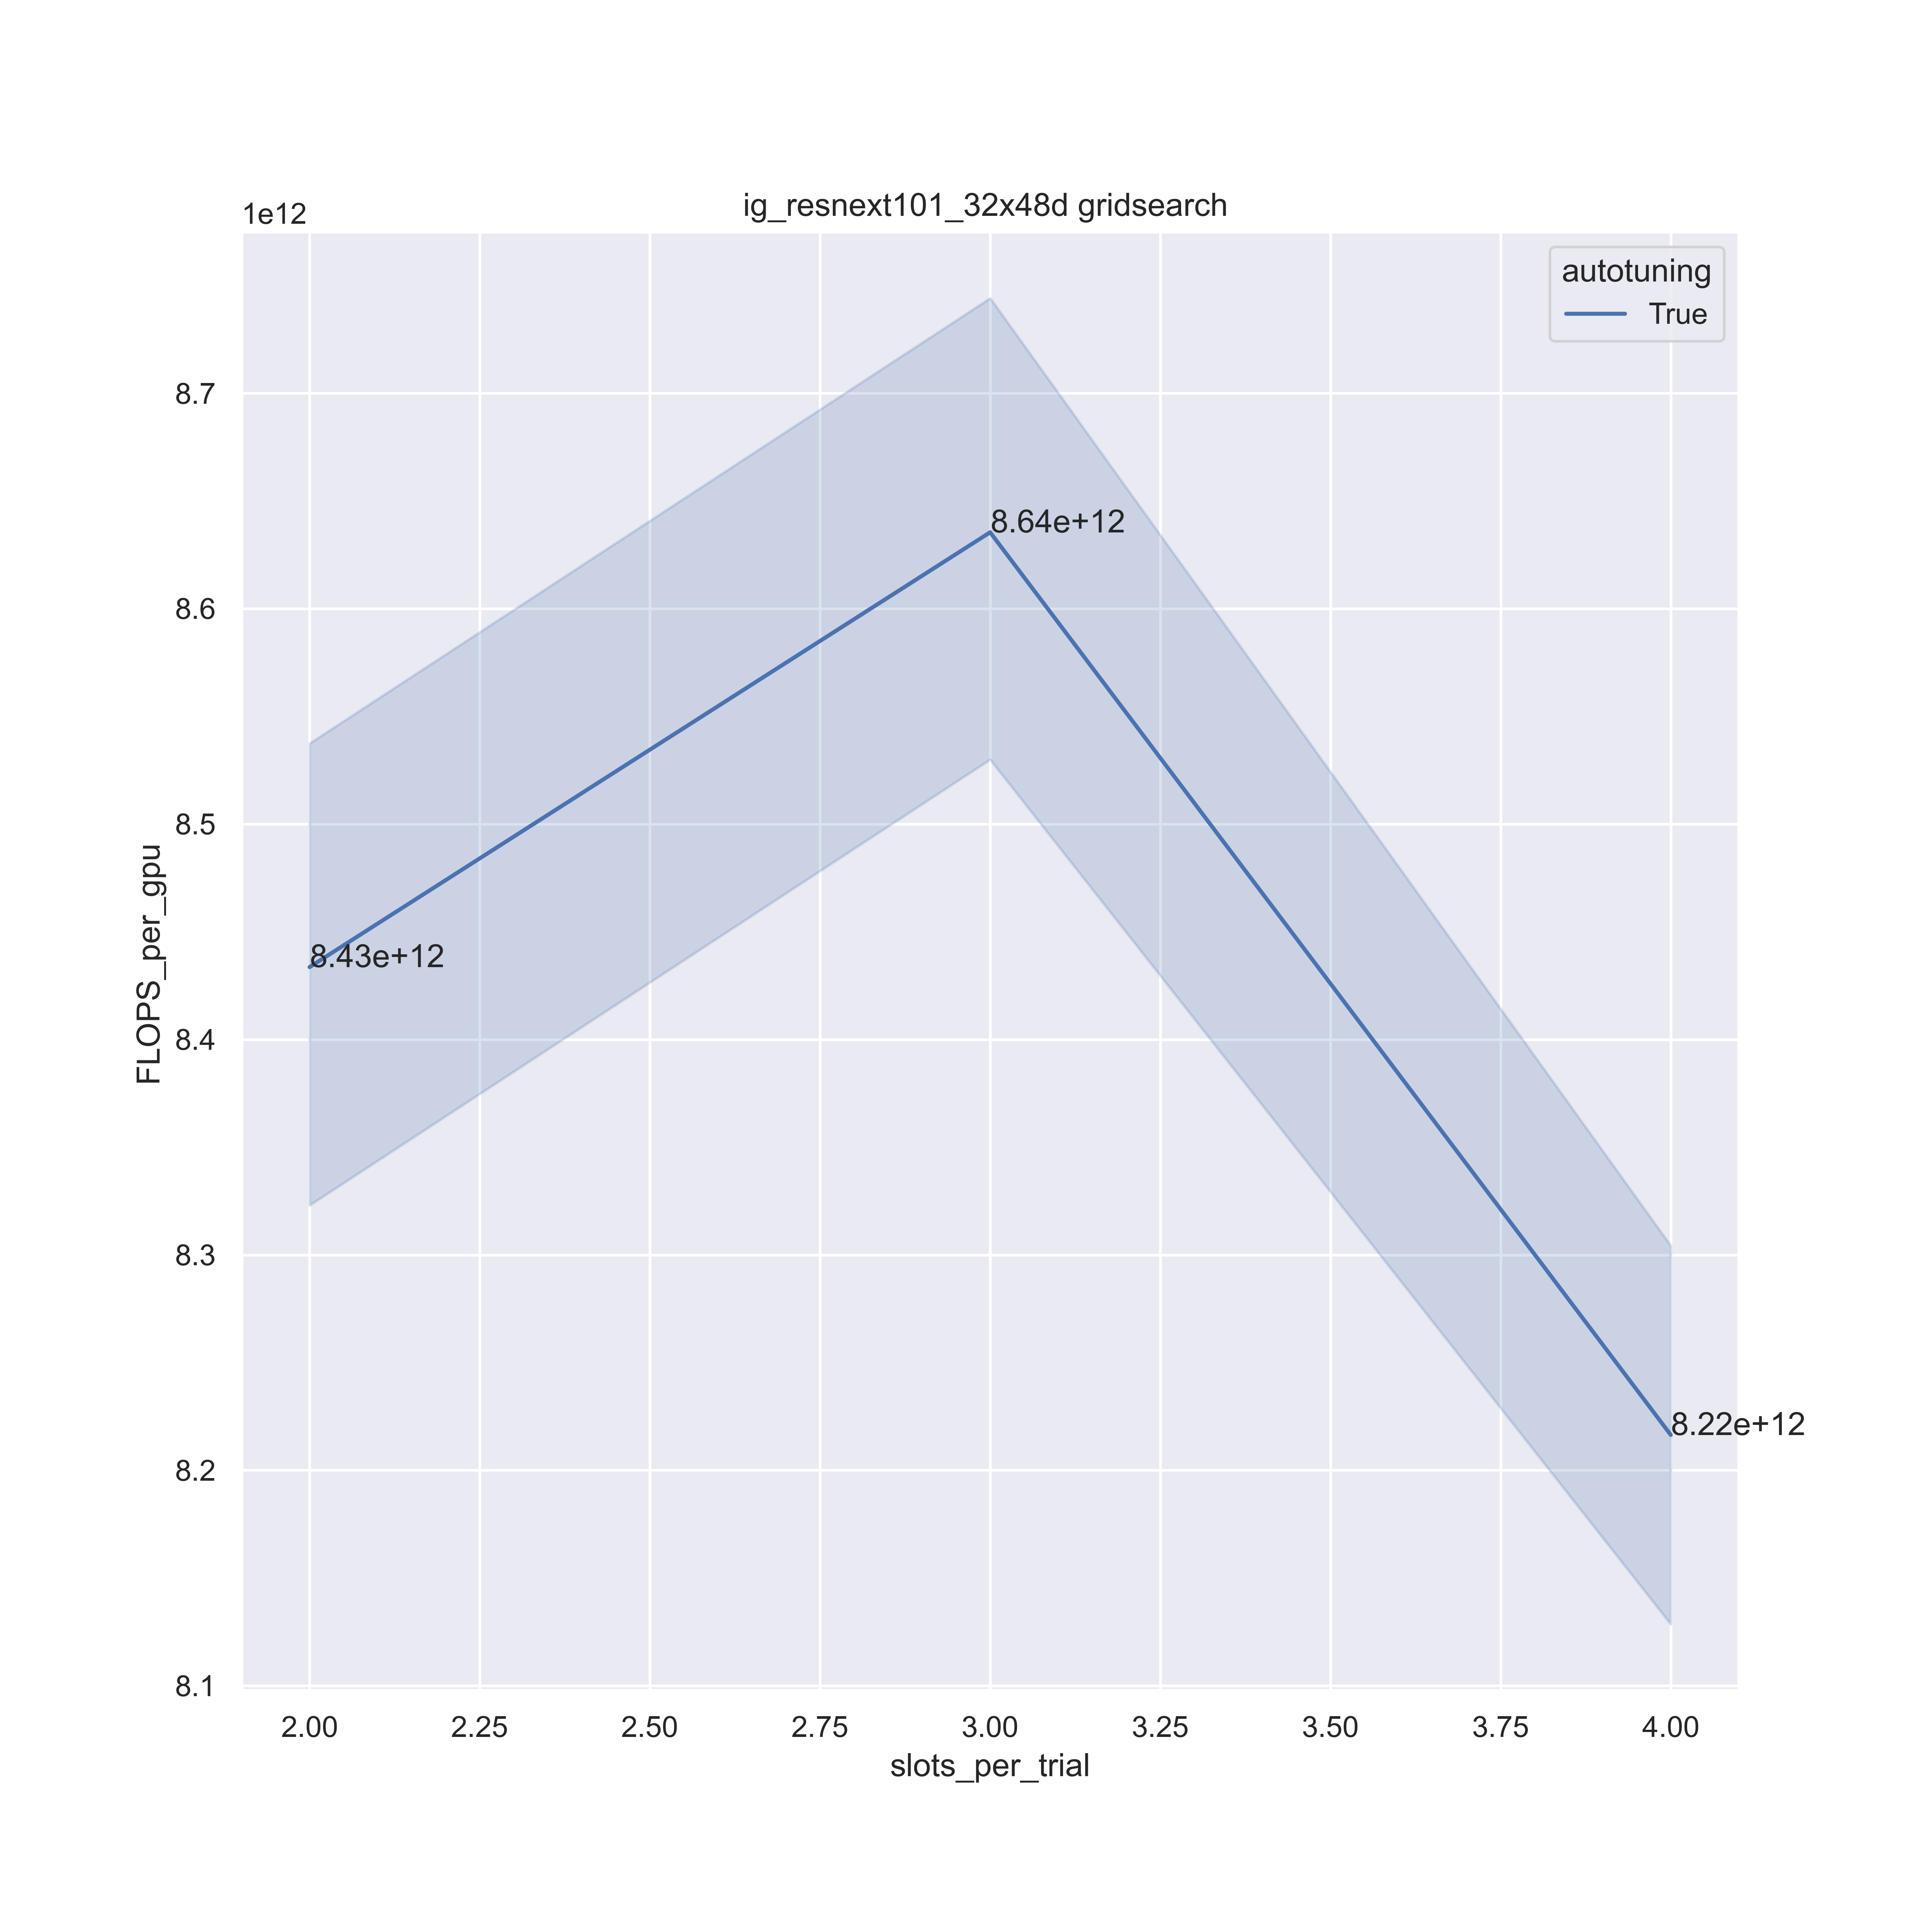 ig_resnext101_32x48d gridsearch
1e12
autotuning
True
8.7
8.6
8.5
8.4
8.3
8.2
8.1
FLOPS_per_gpu
8.64e+12
8.43e+12
8.22e+12
2.00 2.25 2.50 2.75 3.00 3.25 3.50 3.75 4.00
slots_per_trial